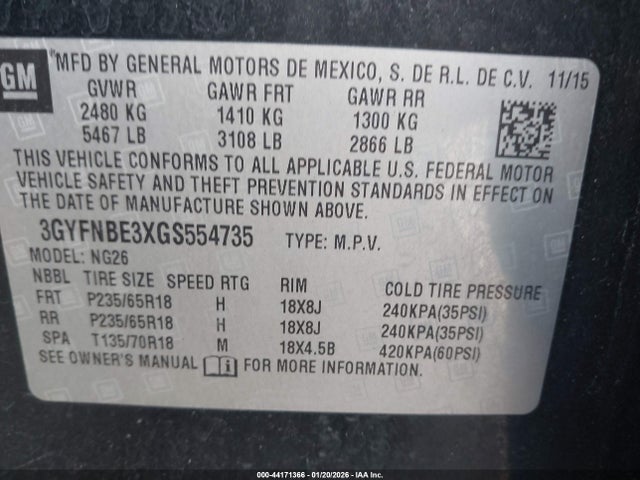 GM
MFD BY GENERAL MOTORS DE MEXICO, S. DE R.L. DE C.V. 11/15
GVWR GAWR FRT GAWR RR
2480 KG 1410 KG 1300 KG
5467 LB 3108 LB 2866 LB
THIS VEHICLE CONFORMS TO ALL APPLICABLE U.S. FEDERAL MOTOR
VEHICLE SAFETY AND THEFT PREVENTION STANDARDS IN EFFECT ON
THE DATE OF MANUFACTURE SHOWN ABOVE.
3GYFNBE3XGS554735 TYPE: M.P.V.
MODEL: NG26
NBBL TIRE SIZE SPEED RTG RIM COLD TIRE PRESSURE
FRT P235/65R18 H 18X8J 240KPA(35PSI)
RR P235/65R18 H 18X8J 240KPA(35PSI)
SPA T135/70R18 M 18X4.5B 420KPA(60PSI)
SEE OWNER'S MANUAL FOR MORE INFORMATION.
000-44171366 - 01/20/2026 - IAA Inc.